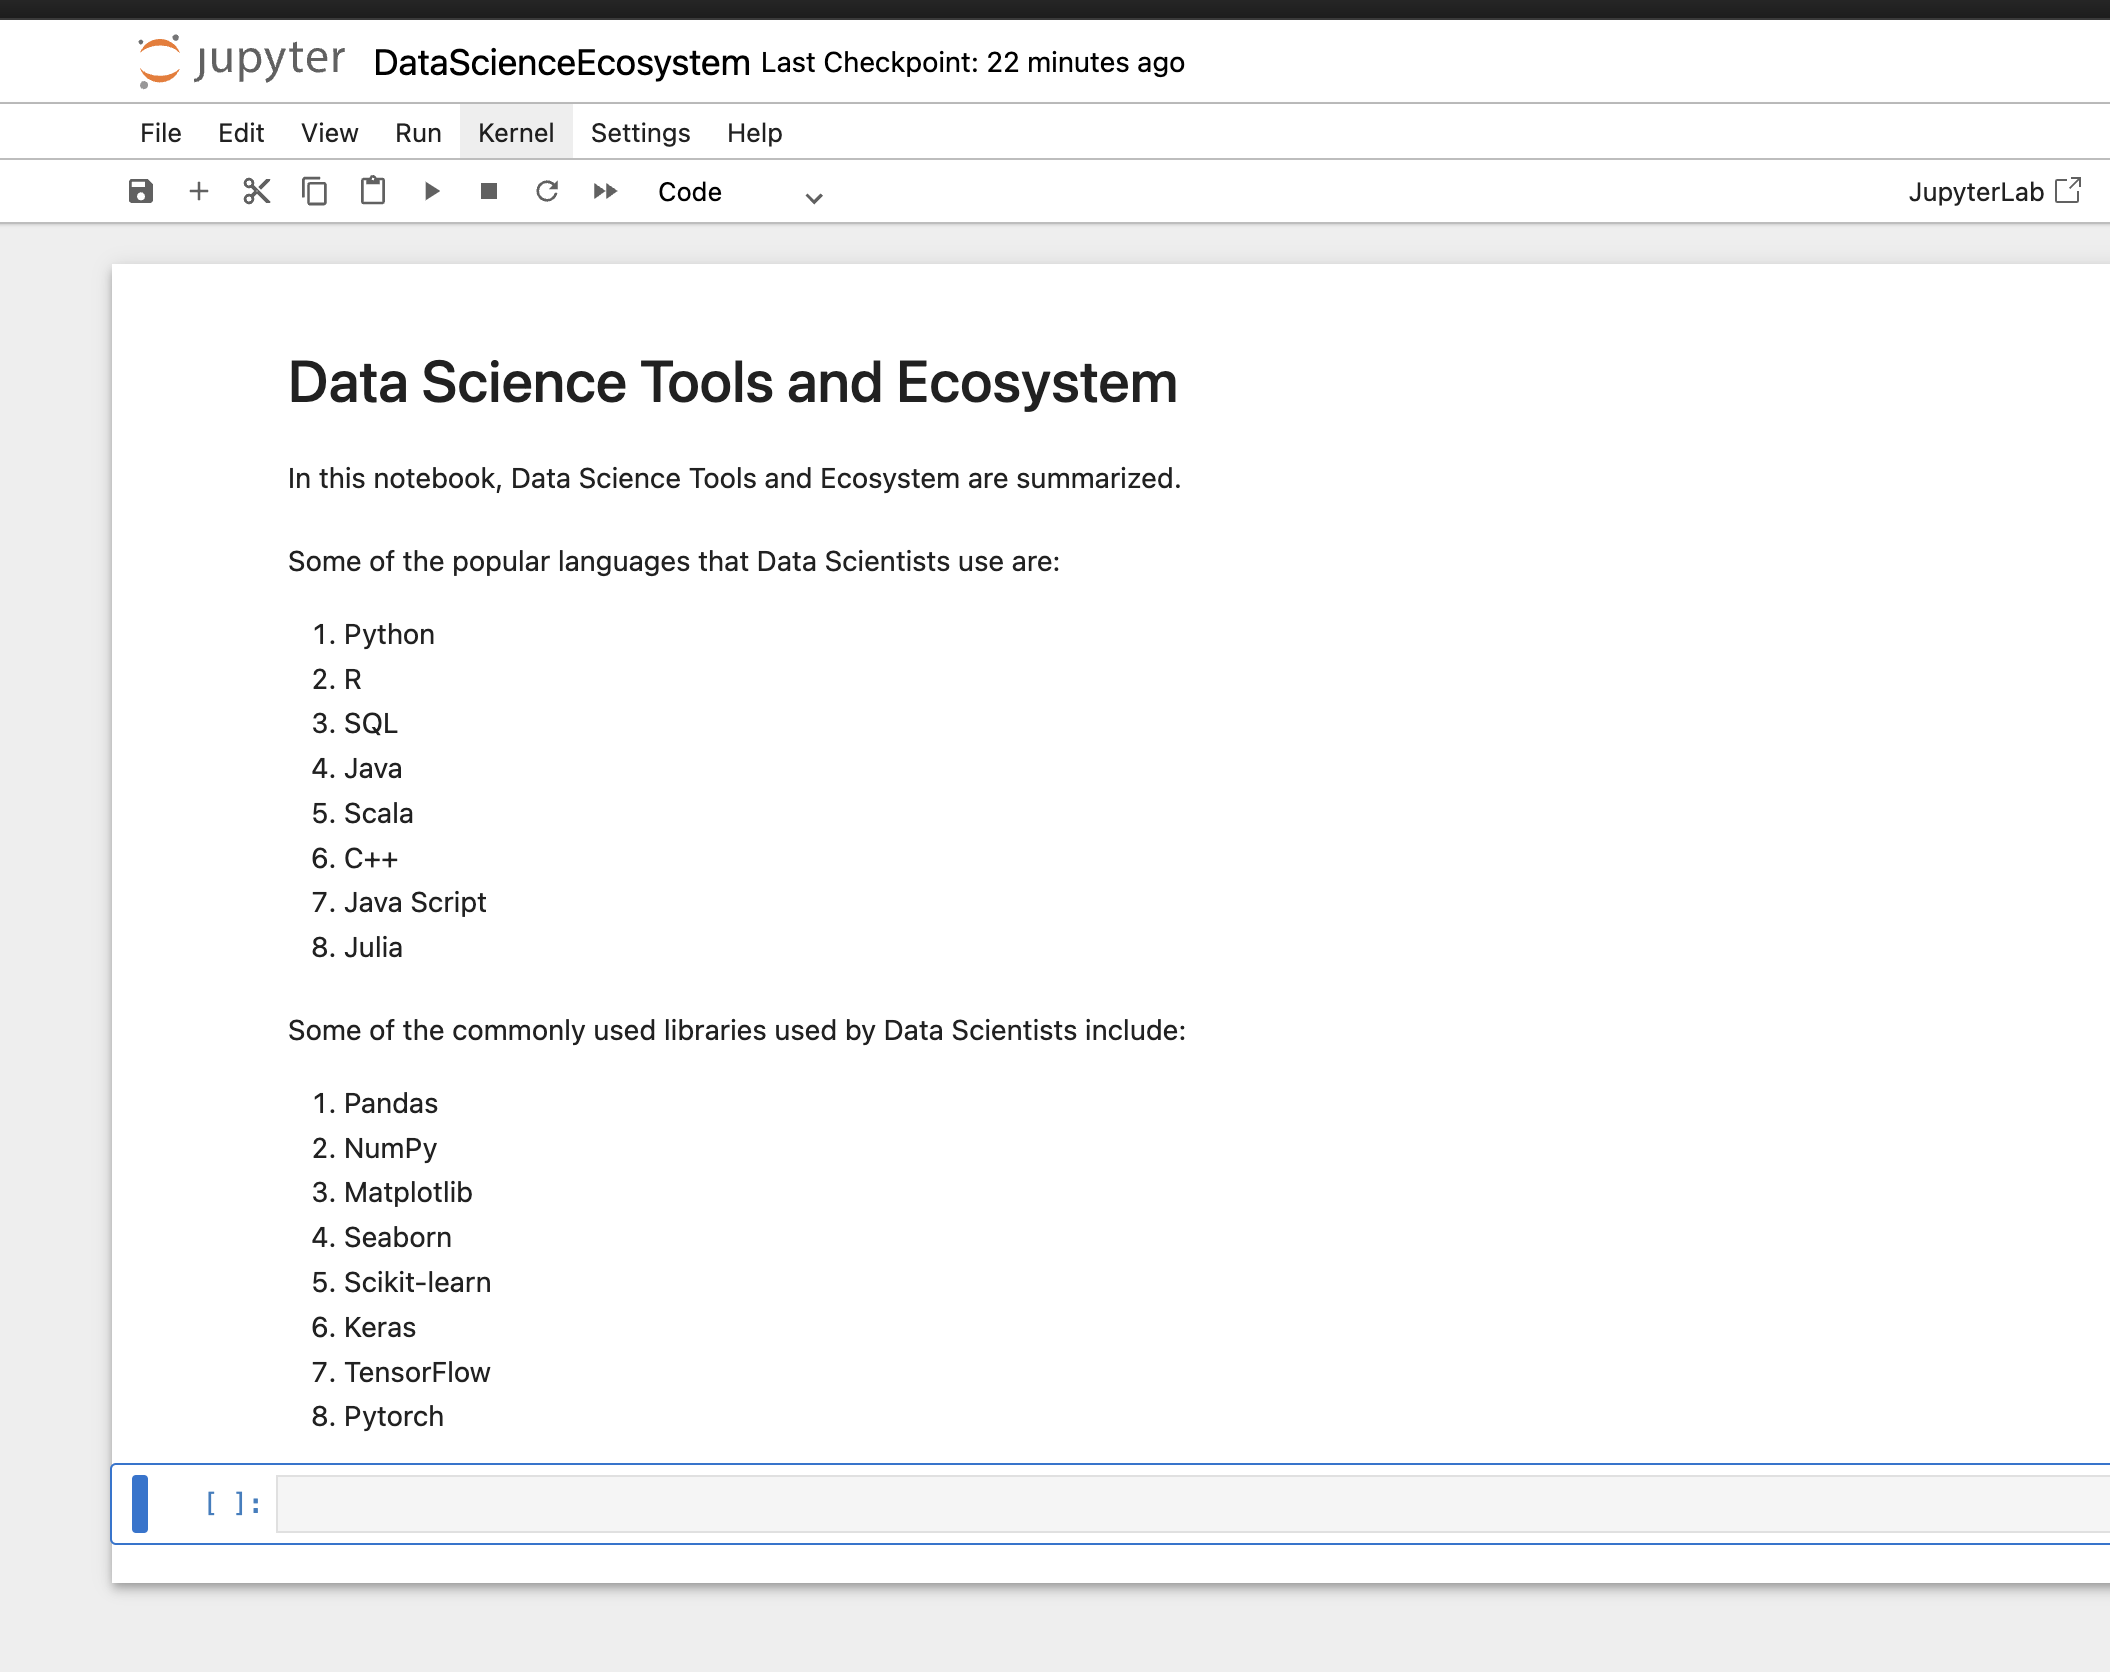 jupyter DataScienceEcosystem Last Checkpoint: 22 minutes ago
File Edit View Run Kernel Settings Help
Code JupyterLab
Data Science Tools and Ecosystem
In this notebook, Data Science Tools and Ecosystem are summarized.
Some of the popular languages that Data Scientists use are:
1. Python
2. R
3. SQL
4. Java
5. Scala
6. C++
7. Java Script
8. Julia
Some of the commonly used libraries used by Data Scientists include:
1. Pandas
2. NumPy
3. Matplotlib
4. Seaborn
5. Scikit-learn
6. Keras
7. TensorFlow
8. Pytorch
[ ]: